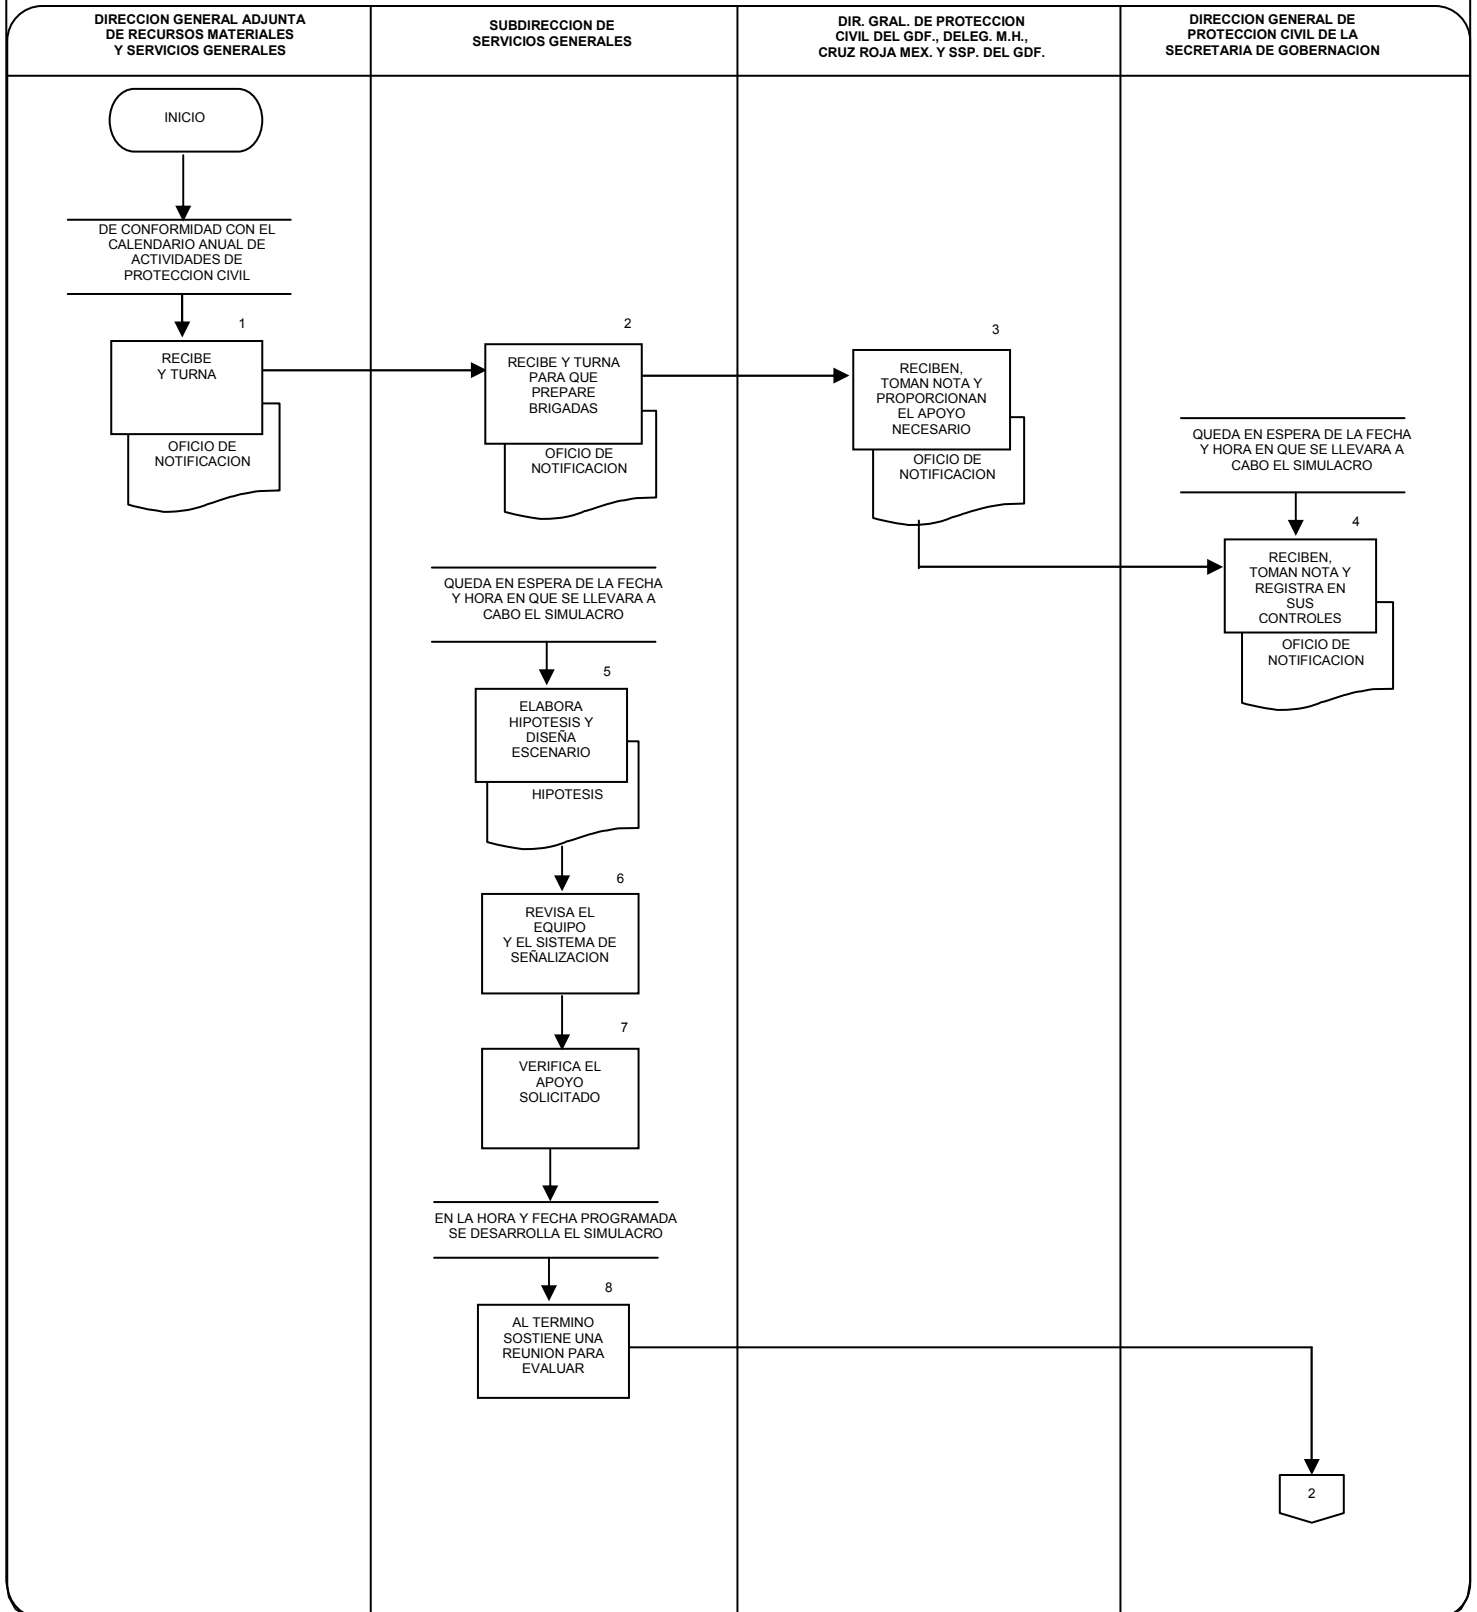 DIRECCION GENERAL ADJUNTA
DE RECURSOS MATERIALES
Y SERVICIOS GENERALES
SUBDIRECCION DE
SERVICIOS GENERALES
DIR. GRAL. DE PROTECCION
CIVIL DEL GDF., DELEG. M.H.,
CRUZ ROJA MEX. Y SSP. DEL GDF.
DIRECCION GENERAL DE
PROTECCION CIVIL DE LA
SECRETARIA DE GOBERNACION
INICIO
DE CONFORMIDAD CON EL
CALENDARIO ANUAL DE
ACTIVIDADES DE
PROTECCION CIVIL
1
RECIBE
Y TURNA
OFICIO DE
NOTIFICACION
2
RECIBE Y TURNA
PARA QUE
PREPARE
BRIGADAS
OFICIO DE
NOTIFICACION
3
RECIBEN,
TOMAN NOTA Y
PROPORCIONAN
EL APOYO
NECESARIO
OFICIO DE
NOTIFICACION
QUEDA EN ESPERA DE LA FECHA
Y HORA EN QUE SE LLEVARA A
CABO EL SIMULACRO
4
RECIBEN,
TOMAN NOTA Y
REGISTRA EN
SUS
CONTROLES
OFICIO DE
NOTIFICACION
QUEDA EN ESPERA DE LA FECHA
Y HORA EN QUE SE LLEVARA A
CABO EL SIMULACRO
5
ELABORA
HIPOTESIS Y
DISEÑA
ESCENARIO
HIPOTESIS
6
REVISA EL
EQUIPO
Y EL SISTEMA DE
SEÑALIZACION
7
VERIFICA EL
APOYO
SOLICITADO
EN LA HORA Y FECHA PROGRAMADA
SE DESARROLLA EL SIMULACRO
8
AL TERMINO
SOSTIENE UNA
REUNION PARA
EVALUAR
2